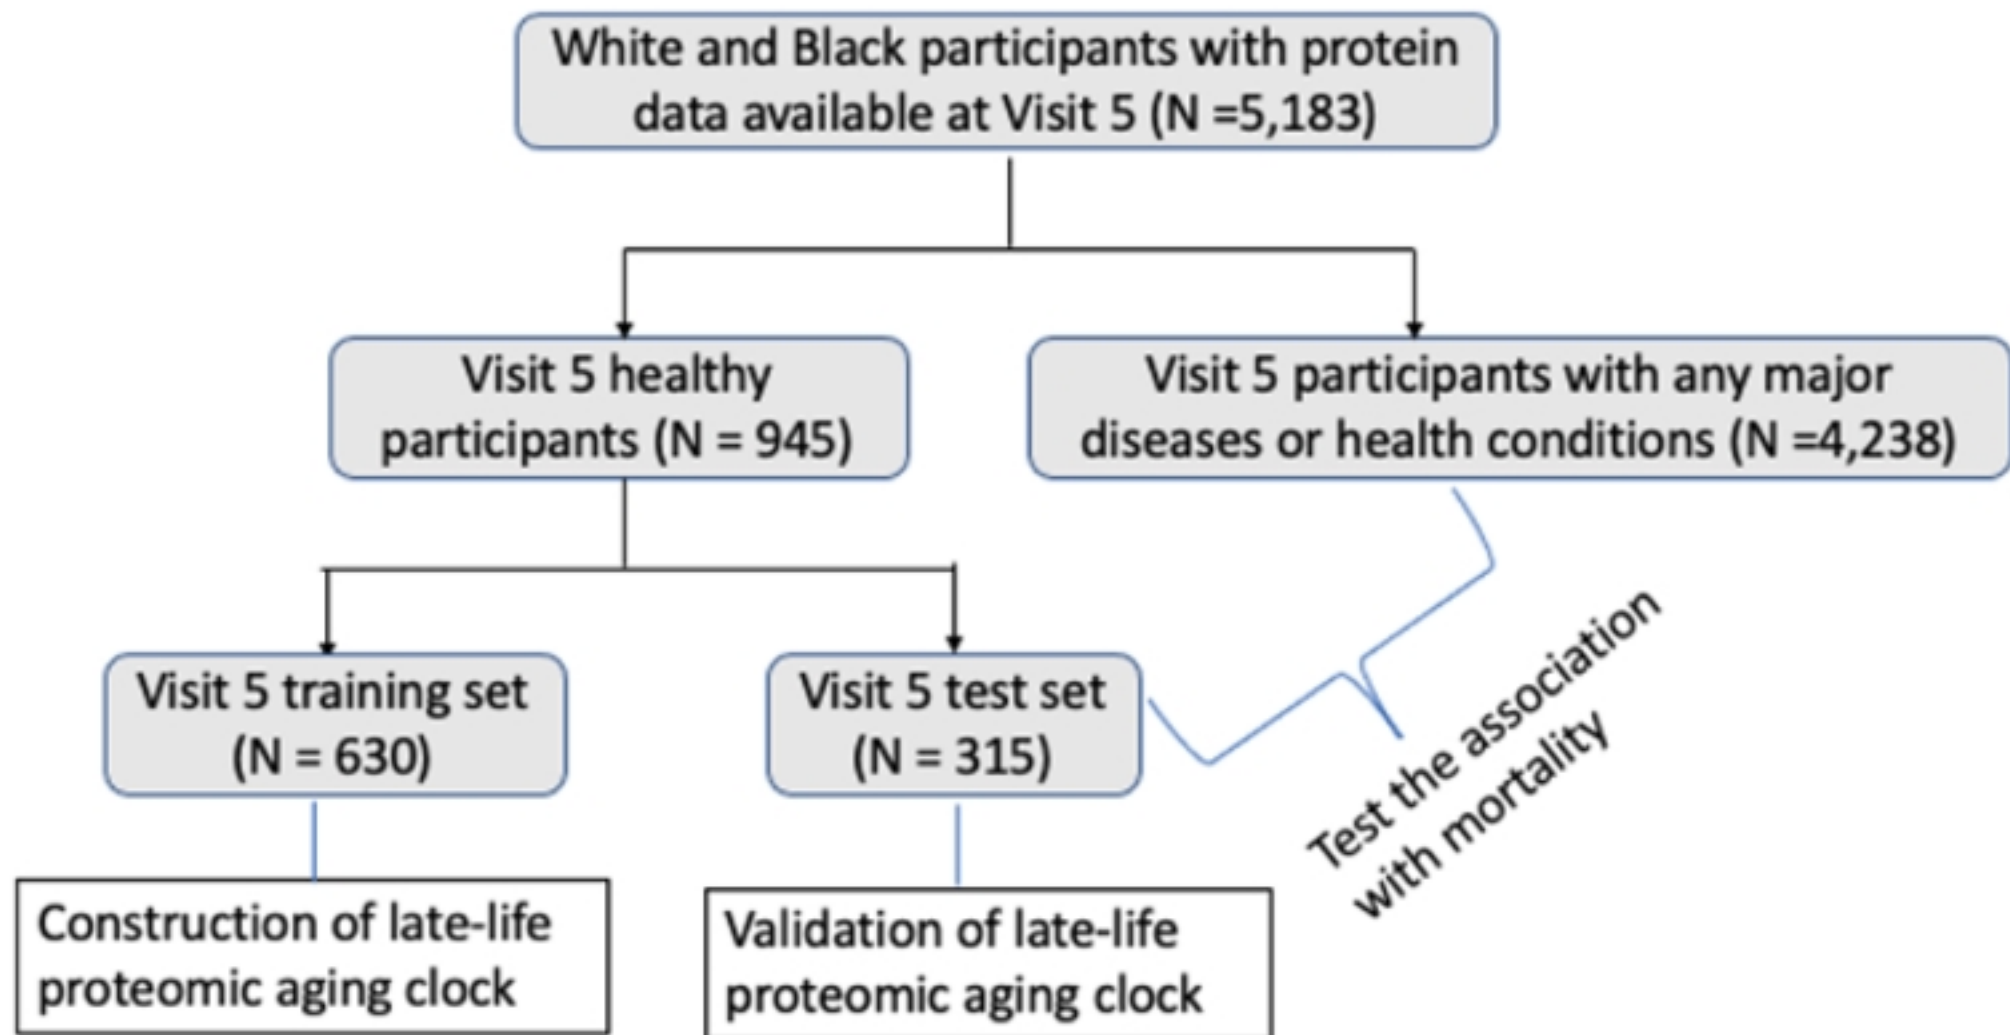 White and Black participants with protein
data available at Visit 5 (N =5,183)
Visit 5 healthy
participants (N = 945)
Visit 5 participants with any major
diseases or health conditions (N =4,238)
Visit 5 training set
(N = 630)
Visit 5 test set
(N = 315)
Test the association
with mortality
Construction of late-life
proteomic aging clock
Validation of late-life
proteomic aging clock